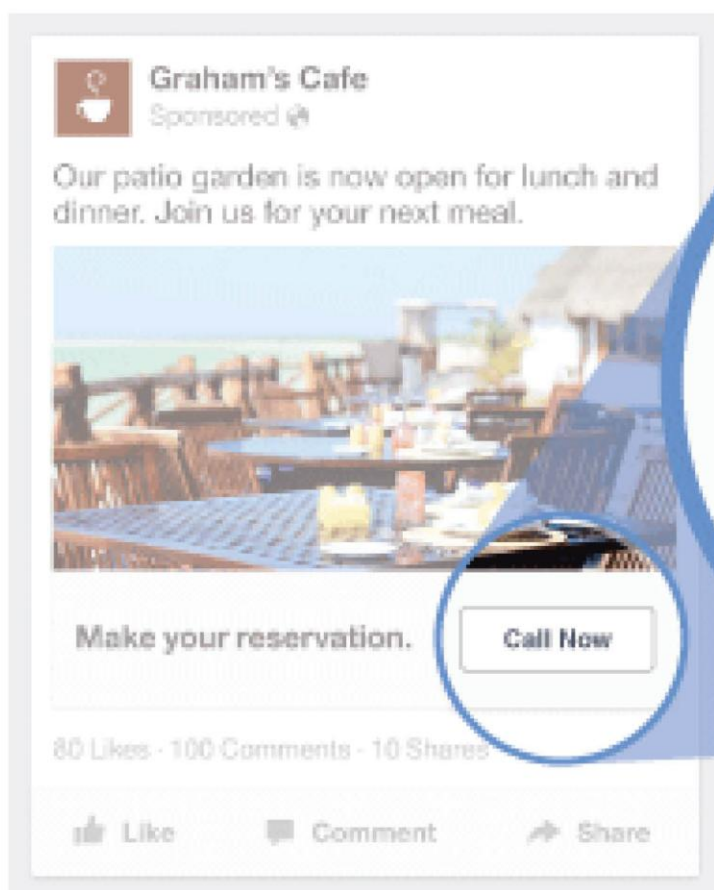 Graham's Cafe
Sponsored
Our patio garden is now open for lunch and
dinner. Join us for your next meal.
Make your reservation.
Call Now
80 Likes · 100 Comments · 10 Shares
Like
Comment
Share